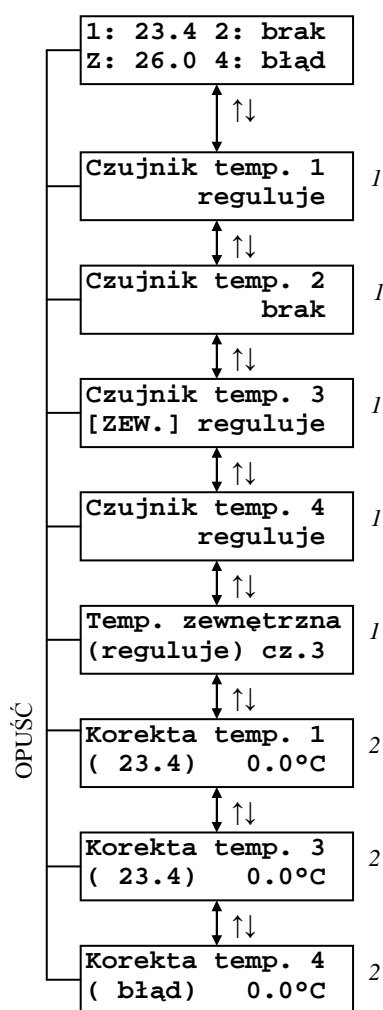 1: 23.4 2: brak
Z: 26.0 4: błąd
↑↓
Czujnik temp. 1
reguluje
1
↑↓
Czujnik temp. 2
brak
1
↑↓
Czujnik temp. 3
[ZEW.] reguluje
1
↑↓
Czujnik temp. 4
reguluje
1
↑↓
Temp. zewnętrzna
(reguluje) cz.3
1
↑↓
OPUŚĆ
Korekta temp. 1
( 23.4) 0.0°C
2
↑↓
Korekta temp. 3
( 23.4) 0.0°C
2
↑↓
Korekta temp. 4
( błąd) 0.0°C
2